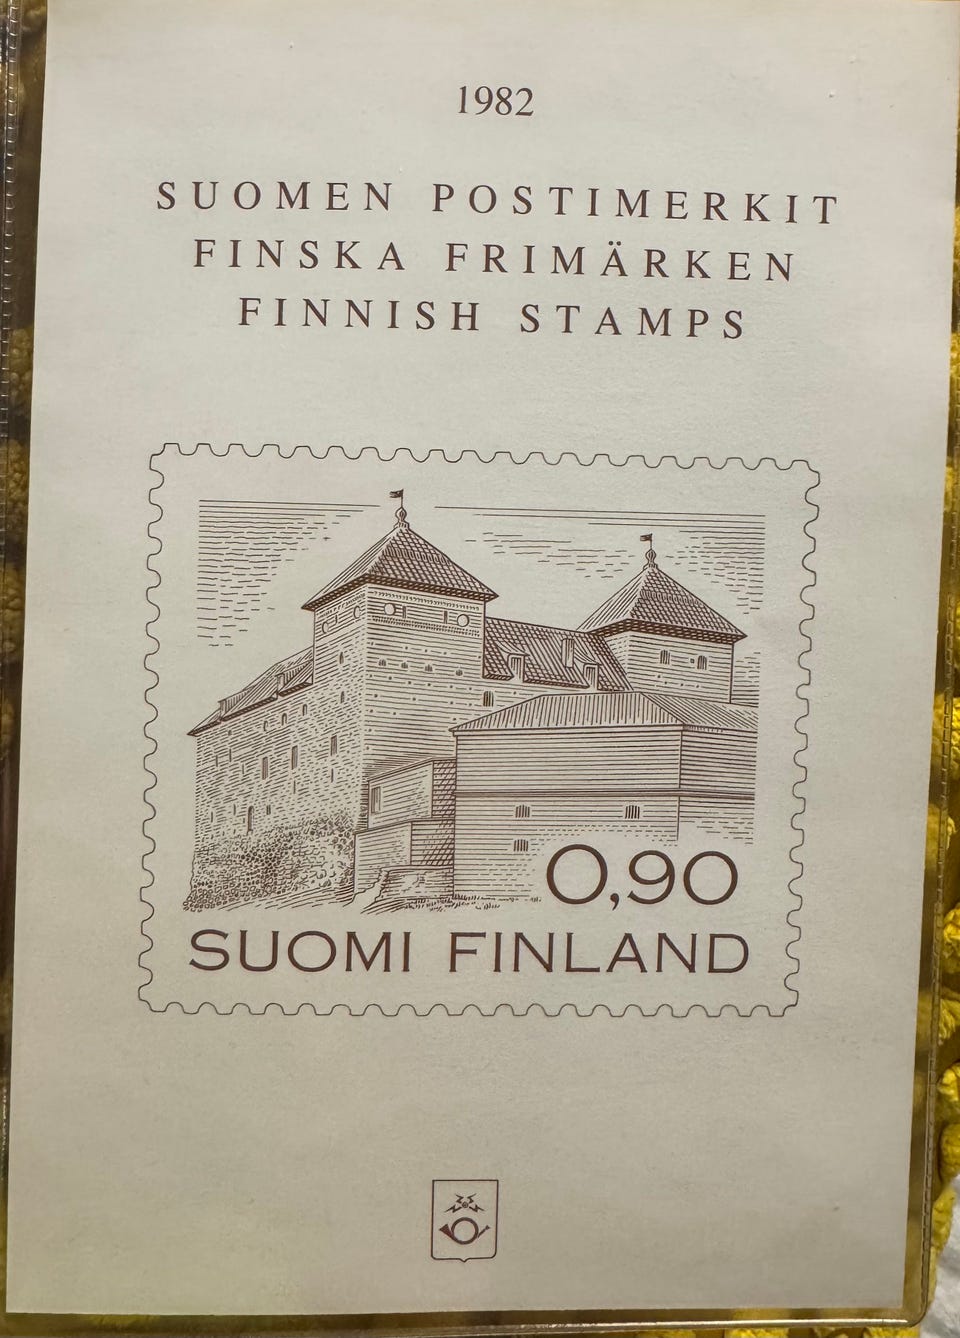 1982
SUOMEN POSTIMERKIT
FINSKA FRIMÄRKEN
FINNISH STAMPS
0,90
SUOMI FINLAND